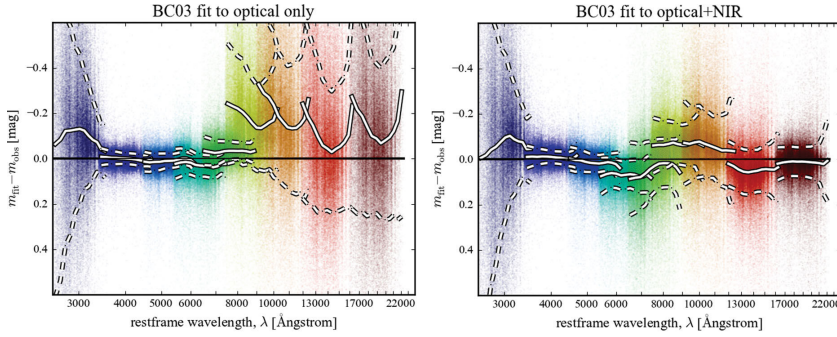 BC03 fit to optical only
−0.4
−0.2
0.0
0.2
0.4
m_fit−m_obs [mag]
3000 4000 5000 6000 8000 10000 13000 17000 22000
restframe wavelength, λ [Ångstrom]
BC03 fit to optical+NIR
−0.4
−0.2
0.0
0.2
0.4
m_fit−m_obs [mag]
3000 4000 5000 6000 8000 10000 13000 17000 22000
restframe wavelength, λ [Ångstrom]